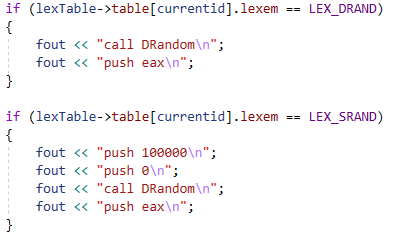 if (lexTable->table[currentid].lexem == LEX_DRAND)
{
    fout << "call DRandom\n";
    fout << "push eax\n";
}
if (lexTable->table[currentid].lexem == LEX_SRAND)
{
    fout << "push 100000\n";
    fout << "push 0\n";
    fout << "call DRandom\n";
    fout << "push eax\n";
}